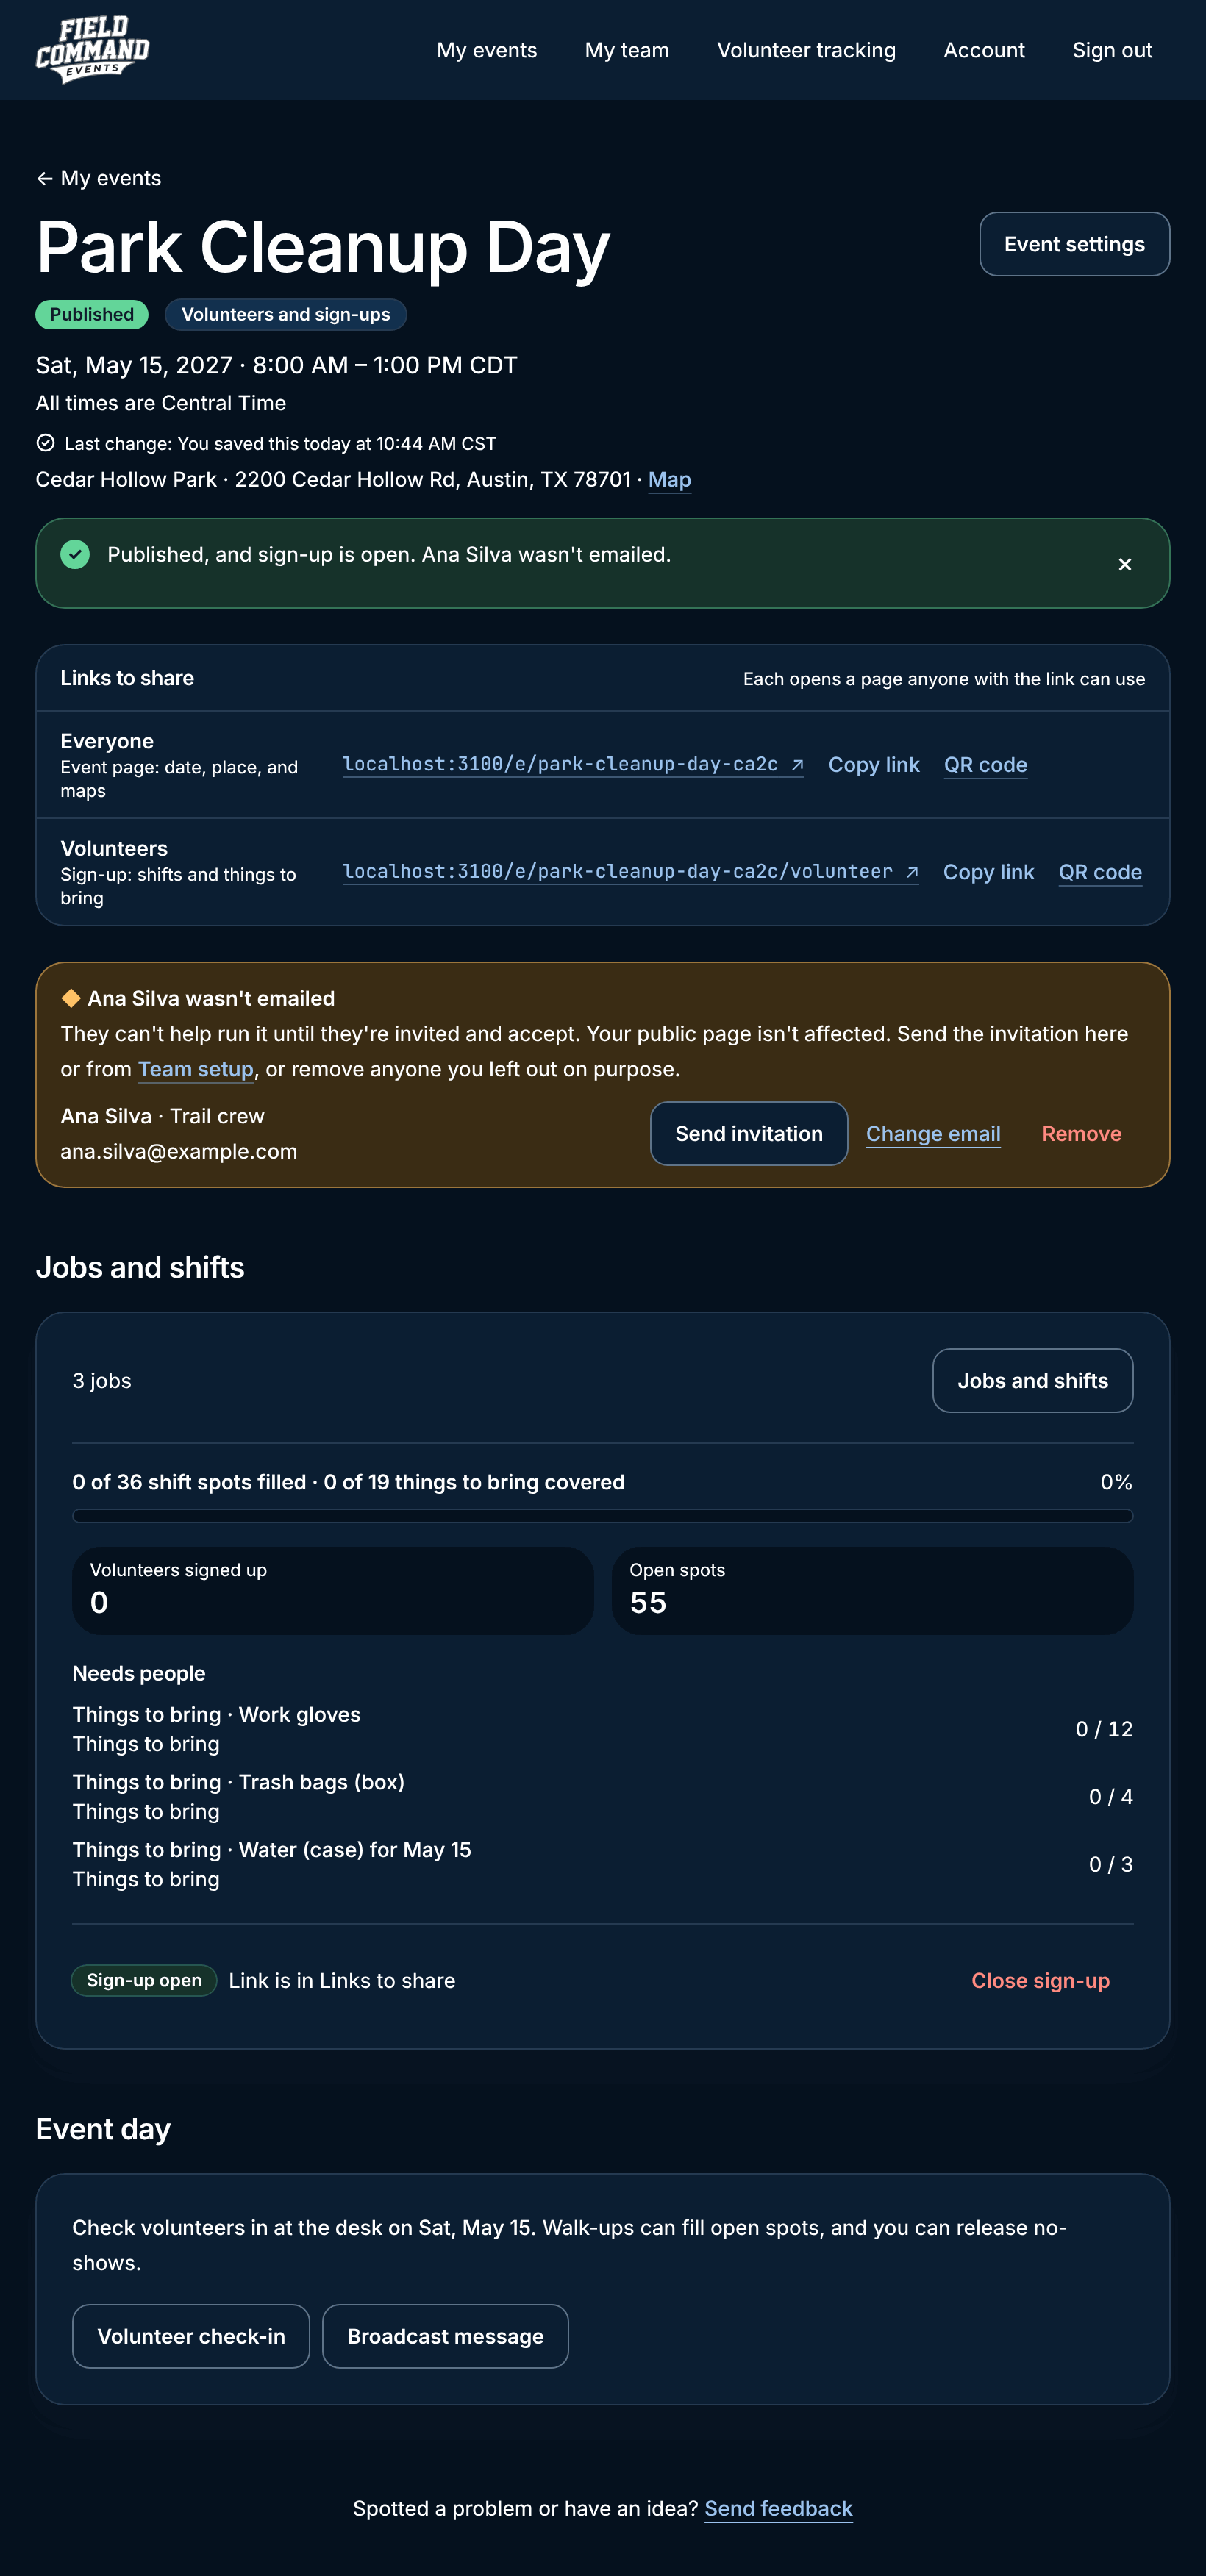 FIELD
COMMAND
EVENTS
My events
My team
Volunteer tracking
Account
Sign out
← My events
Park Cleanup Day
Event settings
Published
Volunteers and sign-ups
Sat, May 15, 2027 · 8:00 AM – 1:00 PM CDT
All times are Central Time
Last change: You saved this today at 10:44 AM CST
Cedar Hollow Park · 2200 Cedar Hollow Rd, Austin, TX 78701 · Map
Published, and sign-up is open. Ana Silva wasn't emailed.
×
Links to share
Each opens a page anyone with the link can use
Everyone
Event page: date, place, and
maps
localhost:3100/e/park-cleanup-day-ca2c ↗
Copy link
QR code
Volunteers
Sign-up: shifts and things to
bring
localhost:3100/e/park-cleanup-day-ca2c/volunteer ↗
Copy link
QR code
Ana Silva wasn't emailed
They can't help run it until they're invited and accept. Your public page isn't affected. Send the invitation here
or from Team setup, or remove anyone you left out on purpose.
Ana Silva · Trail crew
ana.silva@example.com
Send invitation
Change email
Remove
Jobs and shifts
3 jobs
Jobs and shifts
0 of 36 shift spots filled · 0 of 19 things to bring covered
0%
Volunteers signed up
0
Open spots
55
Needs people
Things to bring · Work gloves
Things to bring
0 / 12
Things to bring · Trash bags (box)
Things to bring
0 / 4
Things to bring · Water (case) for May 15
Things to bring
0 / 3
Sign-up open
Link is in Links to share
Close sign-up
Event day
Check volunteers in at the desk on Sat, May 15. Walk-ups can fill open spots, and you can release no-
shows.
Volunteer check-in
Broadcast message
Spotted a problem or have an idea? Send feedback